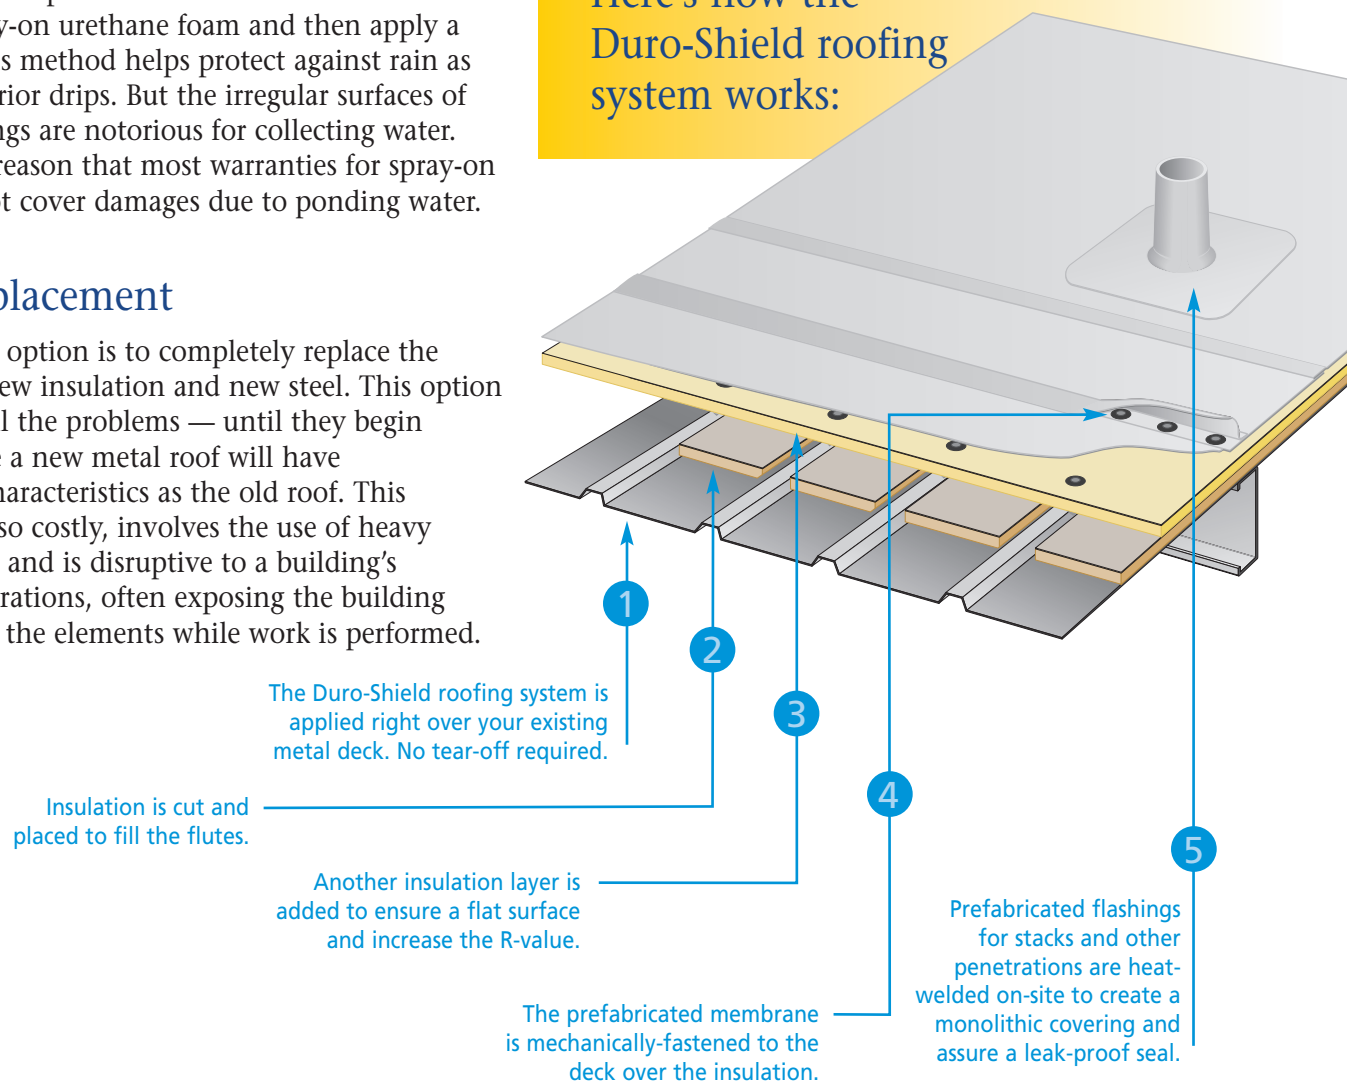 y-on urethane foam and then apply a
s method helps protect against rain as
rior drips. But the irregular surfaces of
ngs are notorious for collecting water.
reason that most warranties for spray-on
ot cover damages due to ponding water.
placement
option is to completely replace the
ew insulation and new steel. This option
l the problems — until they begin
e a new metal roof will have
haracteristics as the old roof. This
so costly, involves the use of heavy
and is disruptive to a building’s
rations, often exposing the building
the elements while work is performed.
Here’s how the
Duro-Shield roofing
system works:
1
The Duro-Shield roofing system is
applied right over your existing
metal deck. No tear-off required.
2
Insulation is cut and
placed to fill the flutes.
3
Another insulation layer is
added to ensure a flat surface
and increase the R-value.
4
The prefabricated membrane
is mechanically-fastened to the
deck over the insulation.
5
Prefabricated flashings
for stacks and other
penetrations are heat-
welded on-site to create a
monolithic covering and
assure a leak-proof seal.